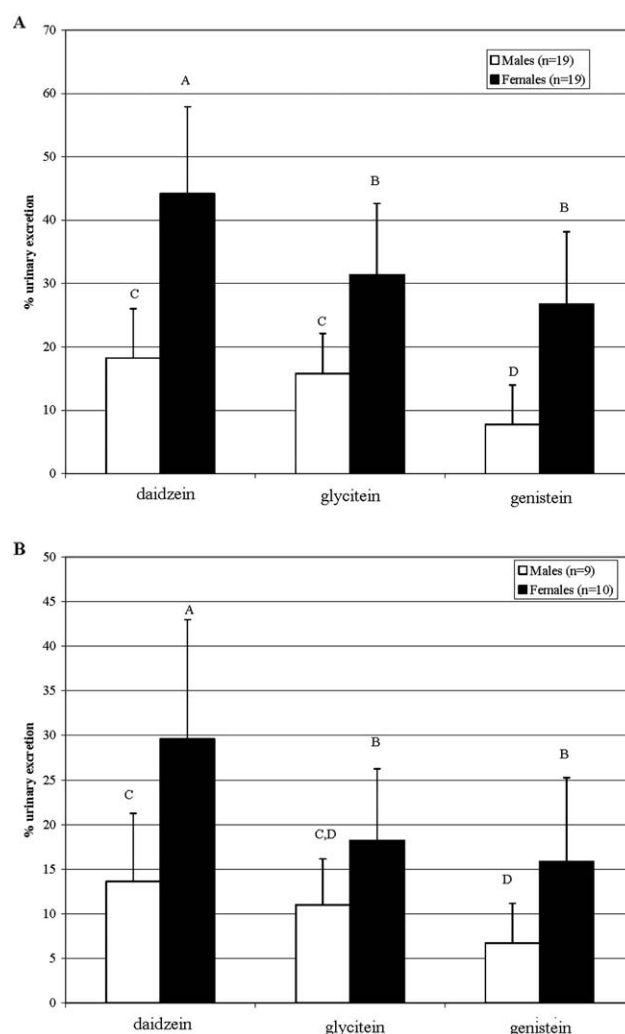 A
70
Males (n=19)
Females (n=19)
60
A
50
B
B
40
% urinary excretion
30
C
C
20
D
10
0
daidzein
glycitein
genistein
B
50
Males (n=9)
Females (n=10)
45
A
40
35
30
B
B
% urinary excretion
25
C
C,D
20
15
D
10
5
0
daidzein
glycitein
genistein